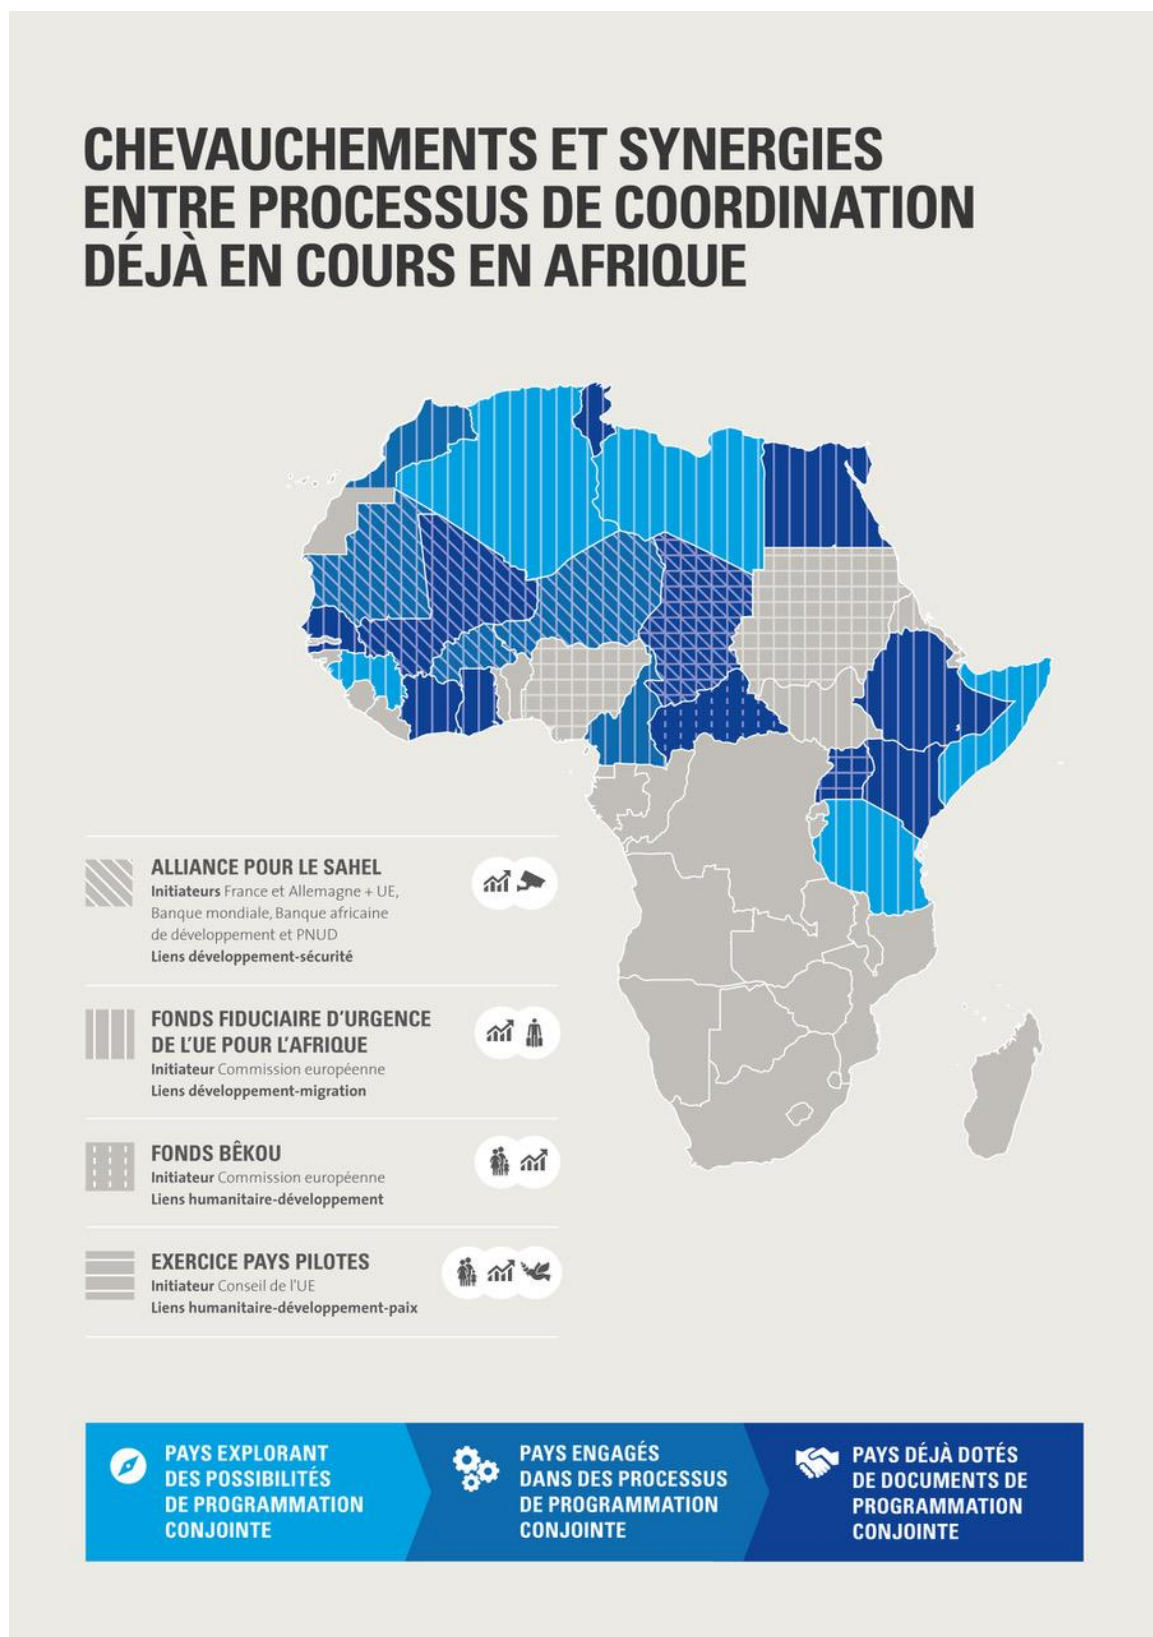 CHEVAUCHEMENTS ET SYNERGIES
ENTRE PROCESSUS DE COORDINATION
DÉJÀ EN COURS EN AFRIQUE
ALLIANCE POUR LE SAHEL
Initiateurs France et Allemagne + UE,
Banque mondiale, Banque africaine
de développement et PNUD
Liens développement-sécurité
FONDS FIDUCIAIRE D'URGENCE
DE L'UE POUR L'AFRIQUE
Initiateur Commission européenne
Liens développement-migration
FONDS BÊKOU
Initiateur Commission européenne
Liens humanitaire-développement
EXERCICE PAYS PILOTES
Initiateur Conseil de l'UE
Liens humanitaire-développement-paix
PAYS EXPLORANT
DES POSSIBILITÉS
DE PROGRAMMATION
CONJOINTE
PAYS ENGAGÉS
DANS DES PROCESSUS
DE PROGRAMMATION
CONJOINTE
PAYS DÉJÀ DOTÉS
DE DOCUMENTS DE
PROGRAMMATION
CONJOINTE